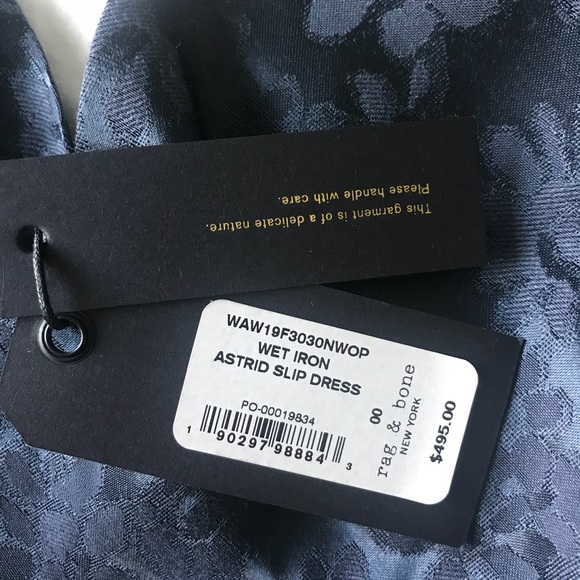 This garment is of a delicate nature.
Please handle with care.
WAW19F3030NWOP
WET IRON
ASTRID SLIP DRESS
PO-00019834
1 90297 98884 3
00
rag & bone
NEW YORK
$495.00